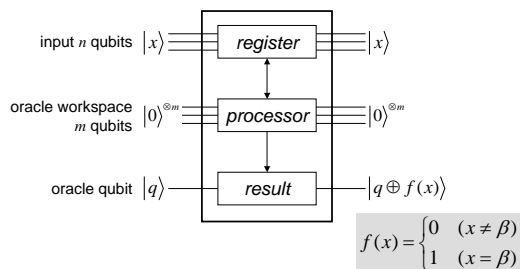 input n qubits |x⟩ register |x⟩
oracle workspace
m qubits |0⟩^{⊗m} processor |0⟩^{⊗m}
oracle qubit |q⟩ result |q ⊕ f(x)⟩
f(x) = { 0 (x ≠ β)
1 (x = β)